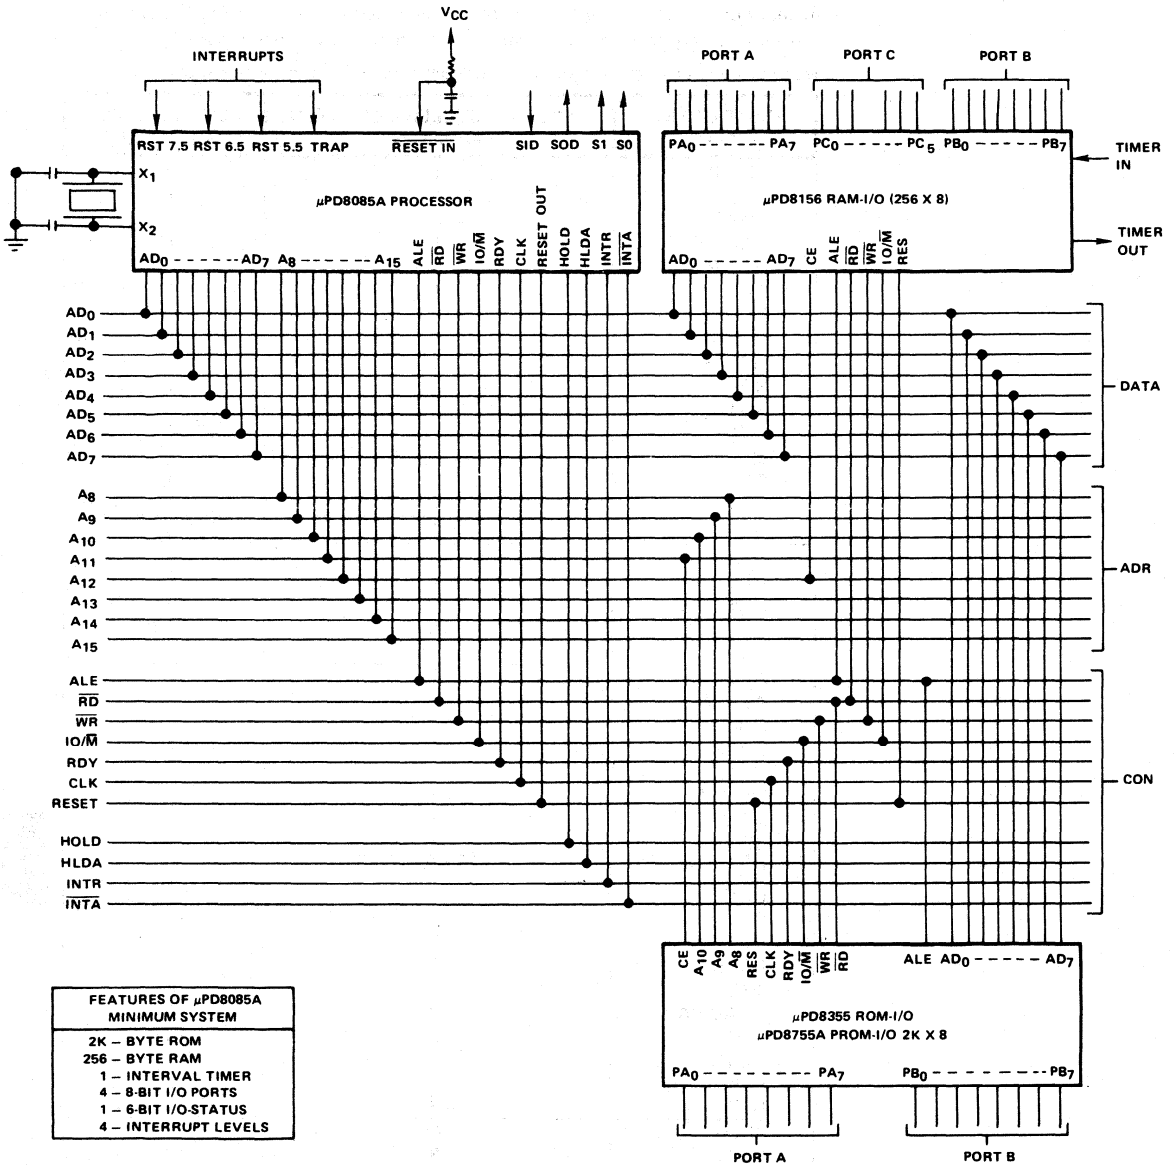 VCC
INTERRUPTS
PORT A PORT C PORT B
RST 7.5 RST 6.5 RST 5.5 TRAP RESET IN SID SOD S1 S0
PA0 ------ PA7 PC0 ----- PC5 PB0 ------ PB7
TIMER IN
X1
μPD8085A PROCESSOR
μPD8156 RAM-I/O (256 X 8)
X2
TIMER OUT
AD0 ------- AD7 A8 ------- A15 ALE RD WR IO/M RDY CLK RESET OUT HOLD HLDA INTR INTA
AD0 ------ AD7 CE ALE RD WR IO/M RES
AD0
AD1
AD2
AD3
DATA
AD4
AD5
AD6
AD7
A8
A9
A10
A11
ADR
A12
A13
A14
A15
ALE
RD
WR
IO/M
RDY
CLK
CON
RESET
HOLD
HLDA
INTR
INTA
CE A10 A9 A8 RES CLK RDY IO/M WR RD ALE AD0 ----- AD7
μPD8355 ROM-I/O
μPD8755A PROM-I/O 2K X 8
PA0 ---------- PA7 PB0 ---------- PB7
PORT A PORT B
FEATURES OF μPD8085A
MINIMUM SYSTEM
2K – BYTE ROM
256 – BYTE RAM
1 – INTERVAL TIMER
4 – 8-BIT I/O PORTS
1 – 6-BIT I/O-STATUS
4 – INTERRUPT LEVELS